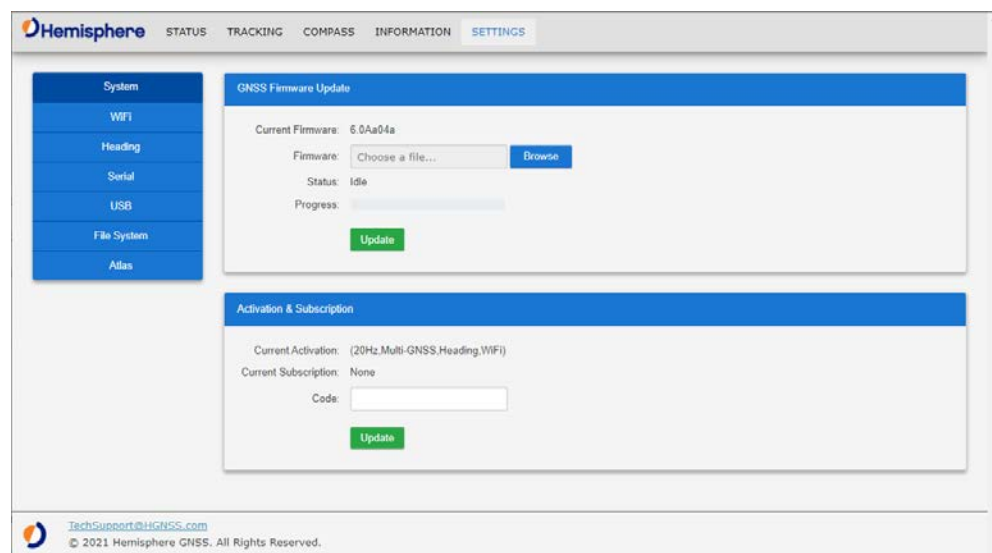 Hemisphere STATUS TRACKING COMPASS INFORMATION SETTINGS
System
WiFi
Heading
Serial
USB
File System
Atlas
GNSS Firmware Update
Current Firmware: 6.0Aa04a
Firmware: Choose a file... Browse
Status: Idle
Progress:
Update
Activation & Subscription
Current Activation: (20Hz,Multi-GNSS,Heading,WiFi)
Current Subscription: None
Code:
Update
TechSupport@HGNSS.com
© 2021 Hemisphere GNSS. All Rights Reserved.